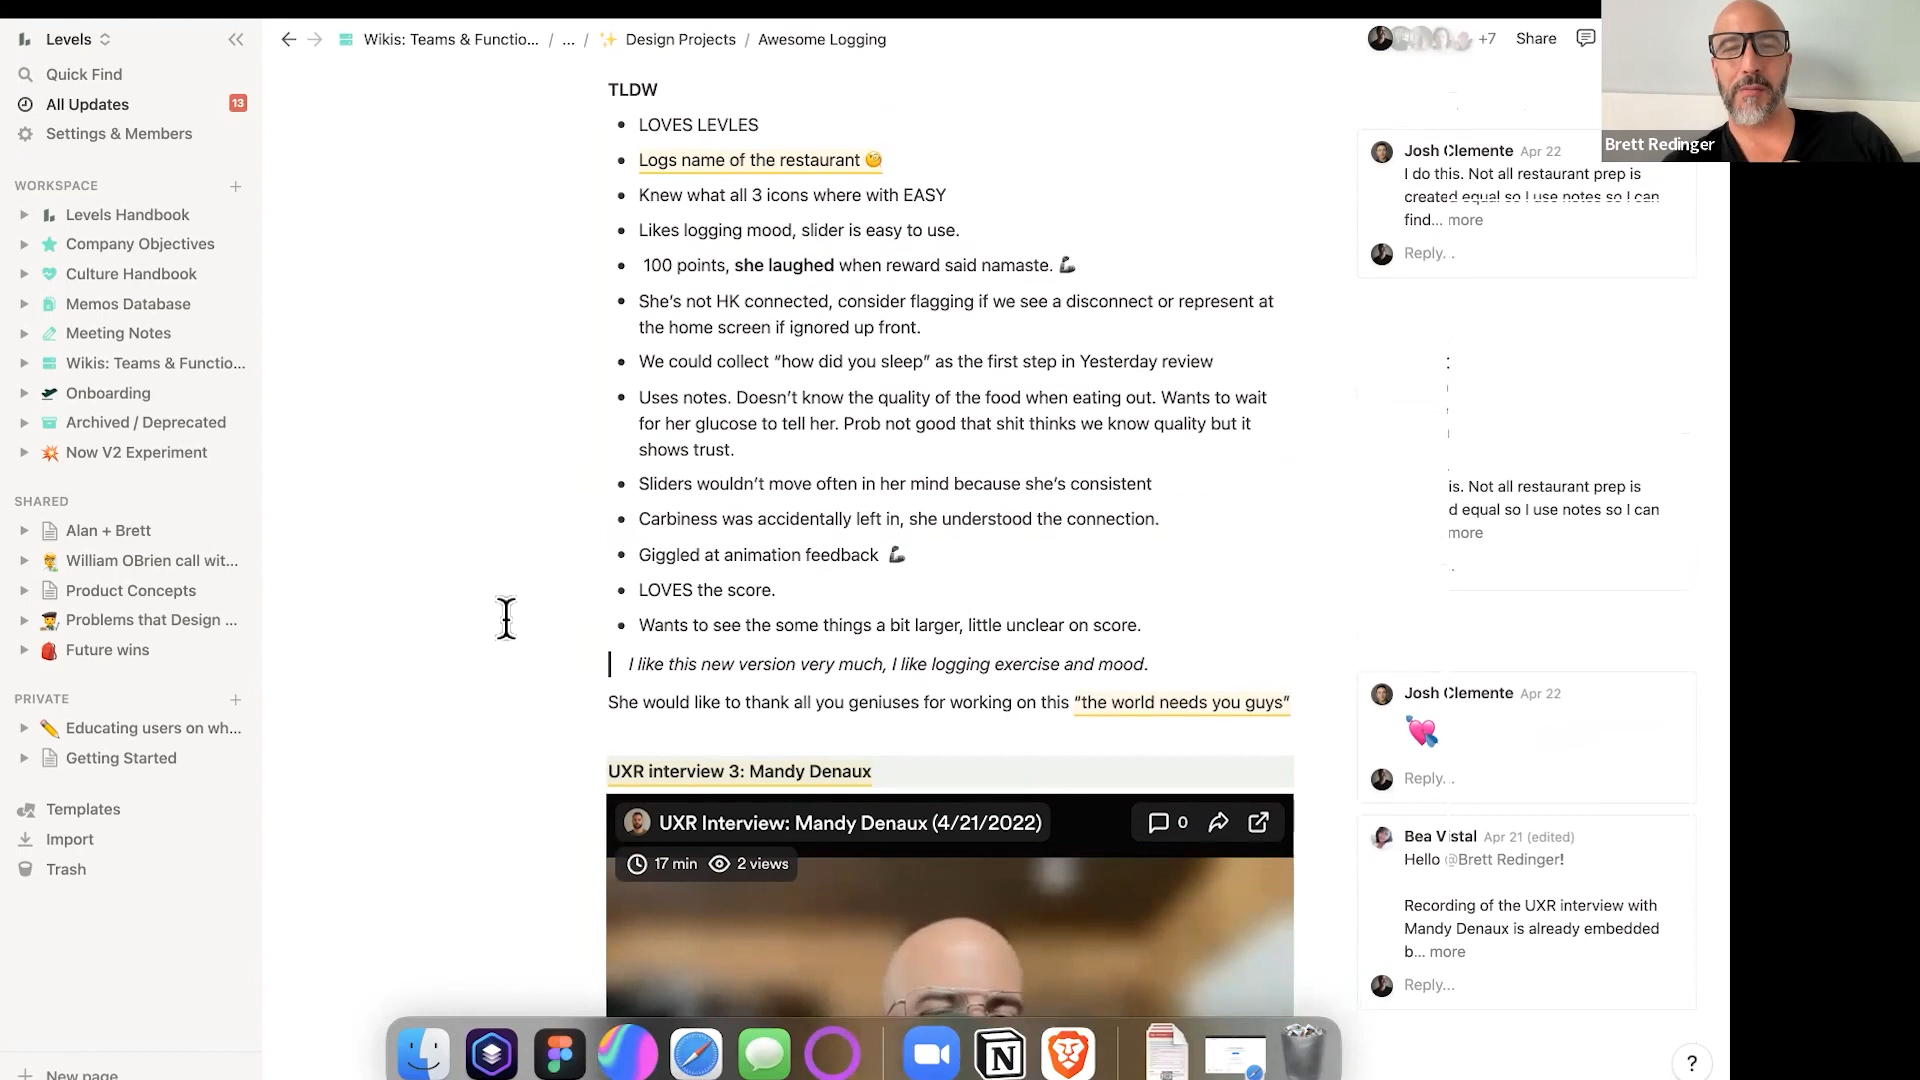 Levels
Quick Find
All Updates
13
Settings & Members
WORKSPACE
Levels Handbook
Company Objectives
Culture Handbook
Memos Database
Meeting Notes
Wikis: Teams & Functio...
Onboarding
Archived / Deprecated
Now V2 Experiment
SHARED
Alan + Brett
William OBrien call wit...
Product Concepts
Problems that Design ...
Future wins
PRIVATE
Educating users on wh...
Getting Started
Templates
Import
Trash
New page
Wikis: Teams & Functio... / ... / ✨ Design Projects / Awesome Logging
+7
Share
TLDW
LOVES LEVLES
Logs name of the restaurant 🧐
Knew what all 3 icons where with EASY
Likes logging mood, slider is easy to use.
100 points, she laughed when reward said namaste. 💪
She’s not HK connected, consider flagging if we see a disconnect or represent at
the home screen if ignored up front.
We could collect “how did you sleep” as the first step in Yesterday review
Uses notes. Doesn’t know the quality of the food when eating out. Wants to wait
for her glucose to tell her. Prob not good that shit thinks we know quality but it
shows trust.
Sliders wouldn’t move often in her mind because she’s consistent
Carbiness was accidentally left in, she understood the connection.
Giggled at animation feedback 💪
LOVES the score.
Wants to see the some things a bit larger, little unclear on score.
I like this new version very much, I like logging exercise and mood.
She would like to thank all you geniuses for working on this “the world needs you guys”
UXR interview 3: Mandy Denaux
UXR Interview: Mandy Denaux (4/21/2022)
0
17 min
2 views
Josh Clemente Apr 22
I do this. Not all restaurant prep is
created equal so I use notes so I can
find... more
Reply...
is. Not all restaurant prep is
d equal so I use notes so I can
more
Josh Clemente Apr 22
💘
Reply...
Bea Vistal Apr 21 (edited)
Hello @Brett Redinger!
Recording of the UXR interview with
Mandy Denaux is already embedded
b... more
Reply...
?
Brett Redinger